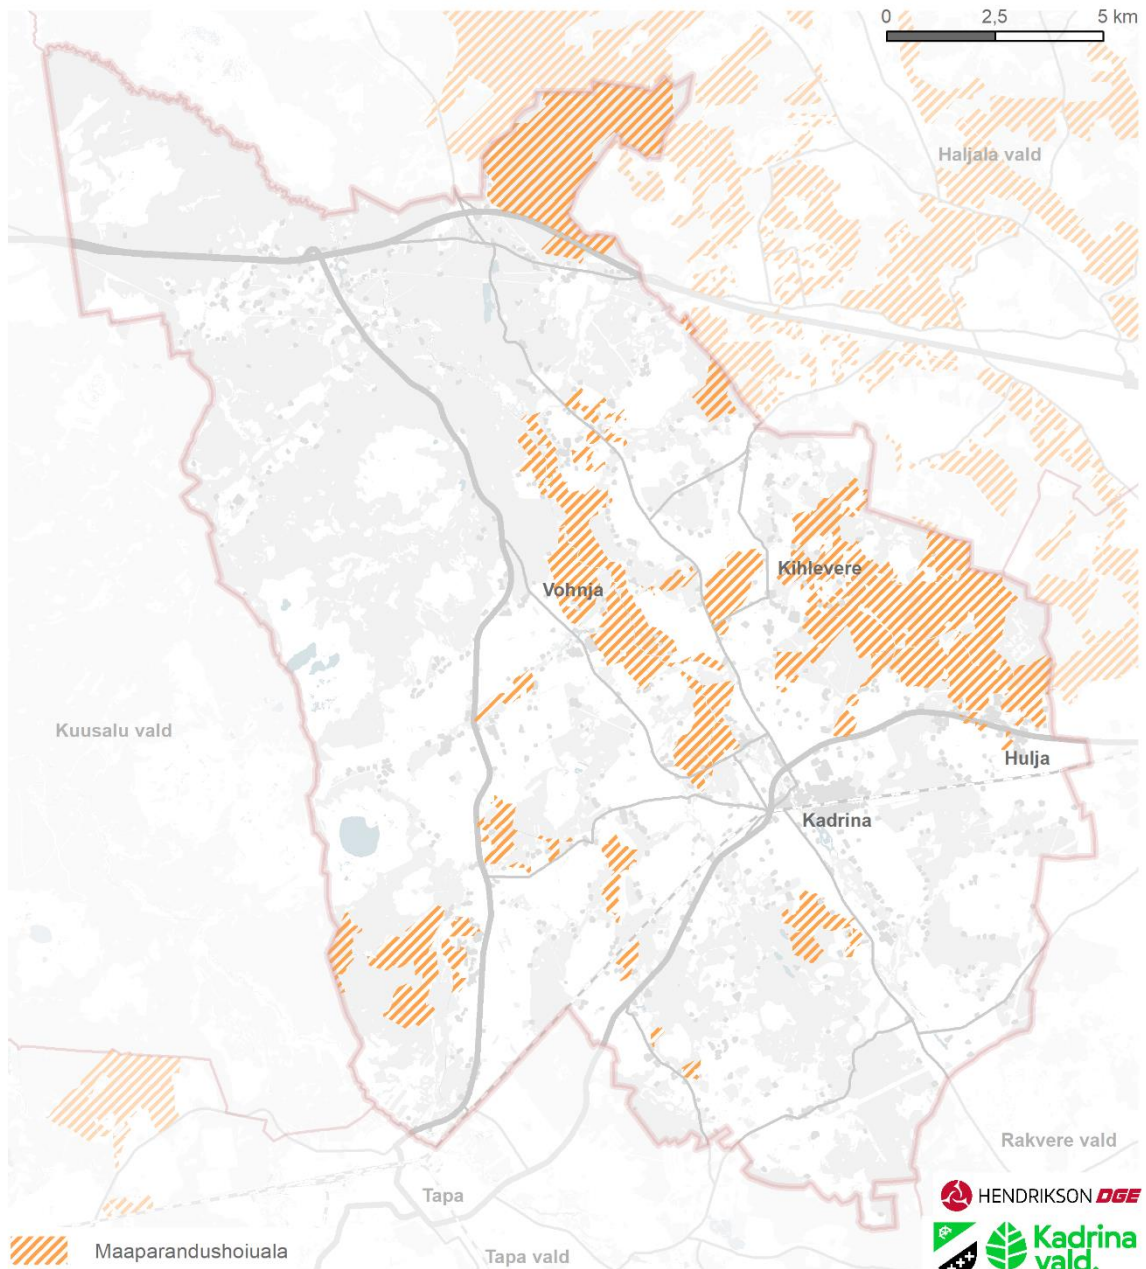 0 2,5 5 km
Haljala vald
Kihlevere
Vohnja
Kuusalu vald
Hulja
Kadrina
Rakvere vald
Tapa
HENDRIKSON DGE
Maaparandushoiuala
Tapa vald
Kadrina
vald.